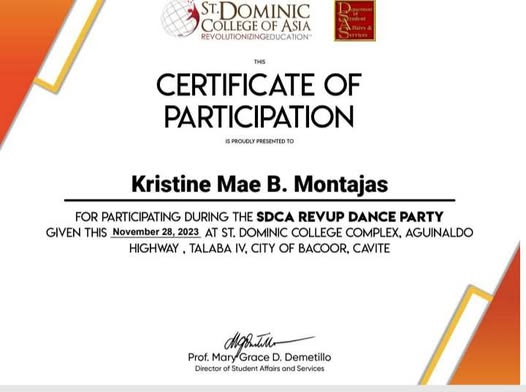 ST. DOMINIC
COLLEGE OF ASIA
REVOLUTIONIZINGEDUCATION™
Department
of
Student
Affairs &
Services
THIS
CERTIFICATE OF
PARTICIPATION
IS PROUDLY PRESENTED TO
Kristine Mae B. Montajas
FOR PARTICIPATING DURING THE SDCA REVUP DANCE PARTY
GIVEN THIS November 28, 2023 AT ST. DOMINIC COLLEGE COMPLEX, AGUINALDO
HIGHWAY , TALABA IV, CITY OF BACOOR, CAVITE
Prof. Mary Grace D. Demetillo
Director of Student Affairs and Services